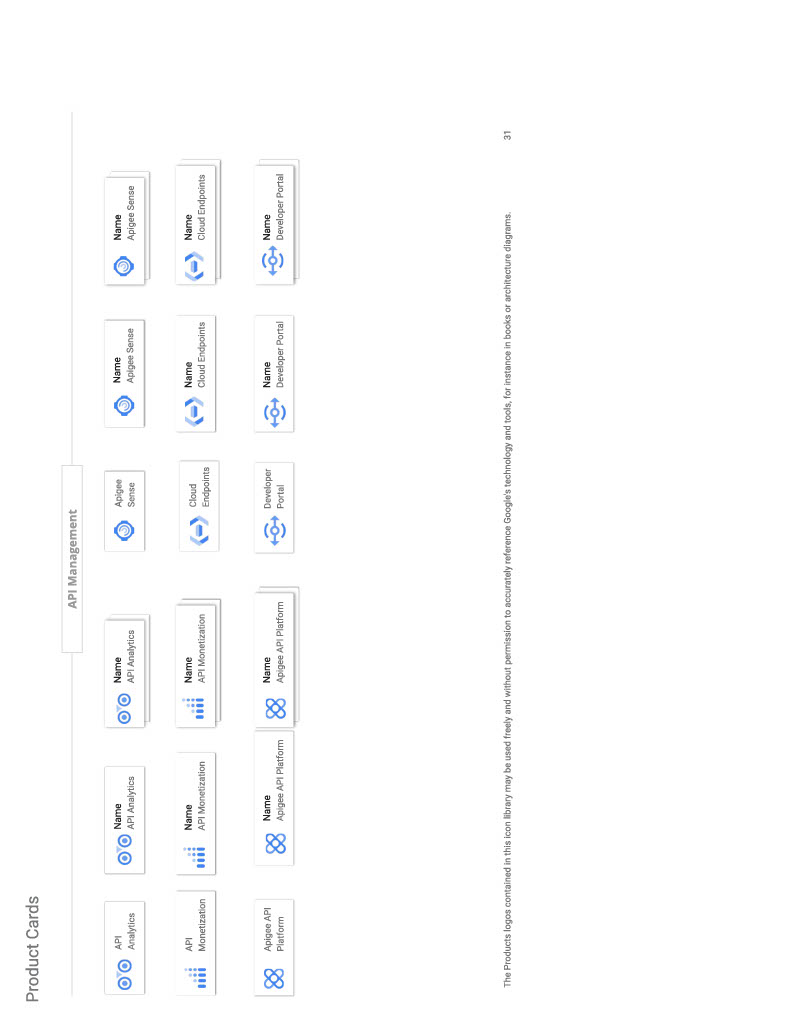 Product Cards
API Management
API
Analytics
Name
API Analytics
Name
API Analytics
Apigee
Sense
Name
Apigee Sense
Name
Apigee Sense
API
Monetization
Name
API Monetization
Name
API Monetization
Cloud
Endpoints
Name
Cloud Endpoints
Name
Cloud Endpoints
Apigee API
Platform
Name
Apigee API Platform
Name
Apigee API Platform
Developer
Portal
Name
Developer Portal
Name
Developer Portal
The Products logos contained in this icon library may be used freely and without permission to accurately reference Google's technology and tools, for instance in books or architecture diagrams.
31